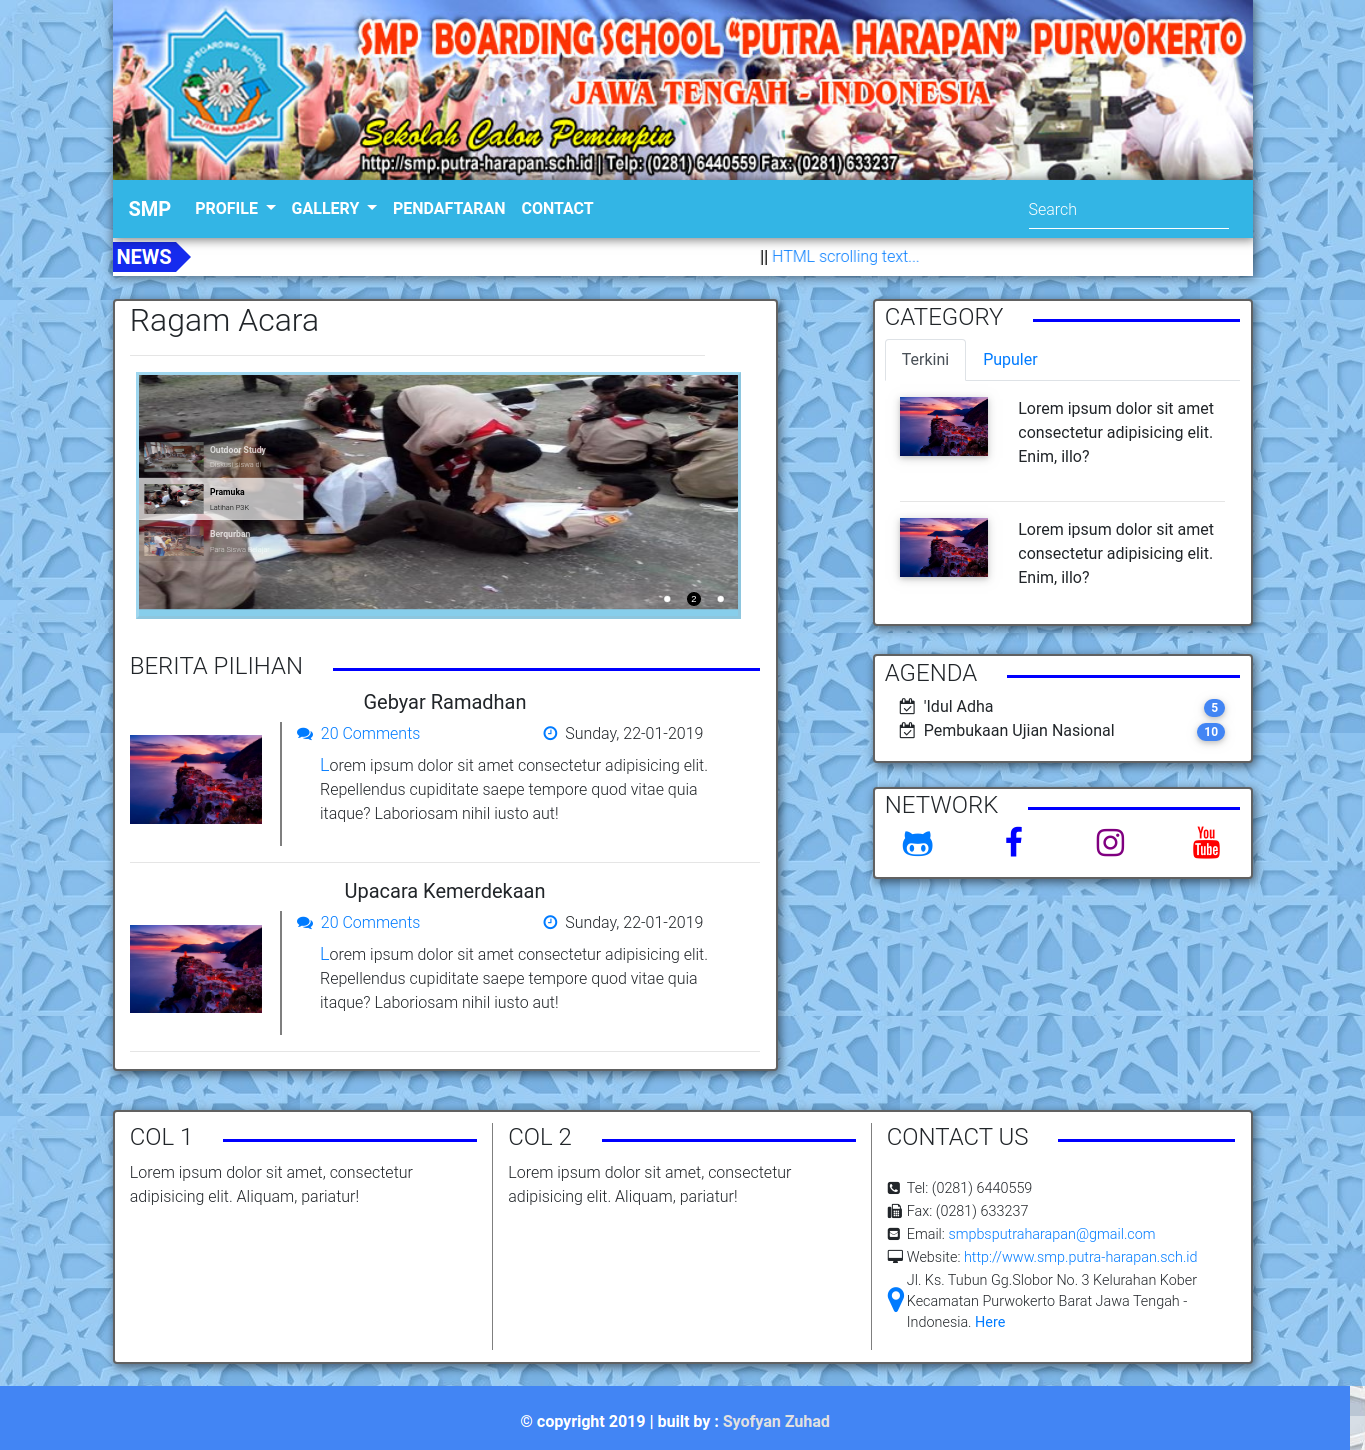 SMP BOARDING SCHOOL "PUTRA HARAPAN" PURWOKERTO
JAWA TENGAH - INDONESIA
Sekolah Calon Pemimpin
http://smp.putra-harapan.sch.id | Telp: (0281) 6440559 Fax: (0281) 633237
SMP BOARDING SCHOOL
SMP PROFILE GALLERY PENDAFTARAN CONTACT Search
NEWS || HTML scrolling text...
Ragam Acara
Outdoor Study
Pramuka
Latihan P3K
Berqurban
Para Siswa
2
BERITA PILIHAN
Gebyar Ramadhan
20 Comments Sunday, 22-01-2019
Lorem ipsum dolor sit amet consectetur adipisicing elit.
Repellendus cupiditate saepe tempore quod vitae quia
itaque? Laboriosam nihil iusto aut!
Upacara Kemerdekaan
20 Comments Sunday, 22-01-2019
Lorem ipsum dolor sit amet consectetur adipisicing elit.
Repellendus cupiditate saepe tempore quod vitae quia
itaque? Laboriosam nihil iusto aut!
CATEGORY
Terkini Pupuler
Lorem ipsum dolor sit amet
consectetur adipisicing elit.
Enim, illo?
Lorem ipsum dolor sit amet
consectetur adipisicing elit.
Enim, illo?
AGENDA
'Idul Adha 5
Pembukaan Ujian Nasional 10
NETWORK
You
Tube
COL 1
Lorem ipsum dolor sit amet, consectetur
adipisicing elit. Aliquam, pariatur!
COL 2
Lorem ipsum dolor sit amet, consectetur
adipisicing elit. Aliquam, pariatur!
CONTACT US
Tel: (0281) 6440559
Fax: (0281) 633237
Email: smpbsputraharapan@gmail.com
Website: http://www.smp.putra-harapan.sch.id
Jl. Ks. Tubun Gg.Slobor No. 3 Kelurahan Kober
Kecamatan Purwokerto Barat Jawa Tengah -
Indonesia. Here
© copyright 2019 | built by : Syofyan Zuhad